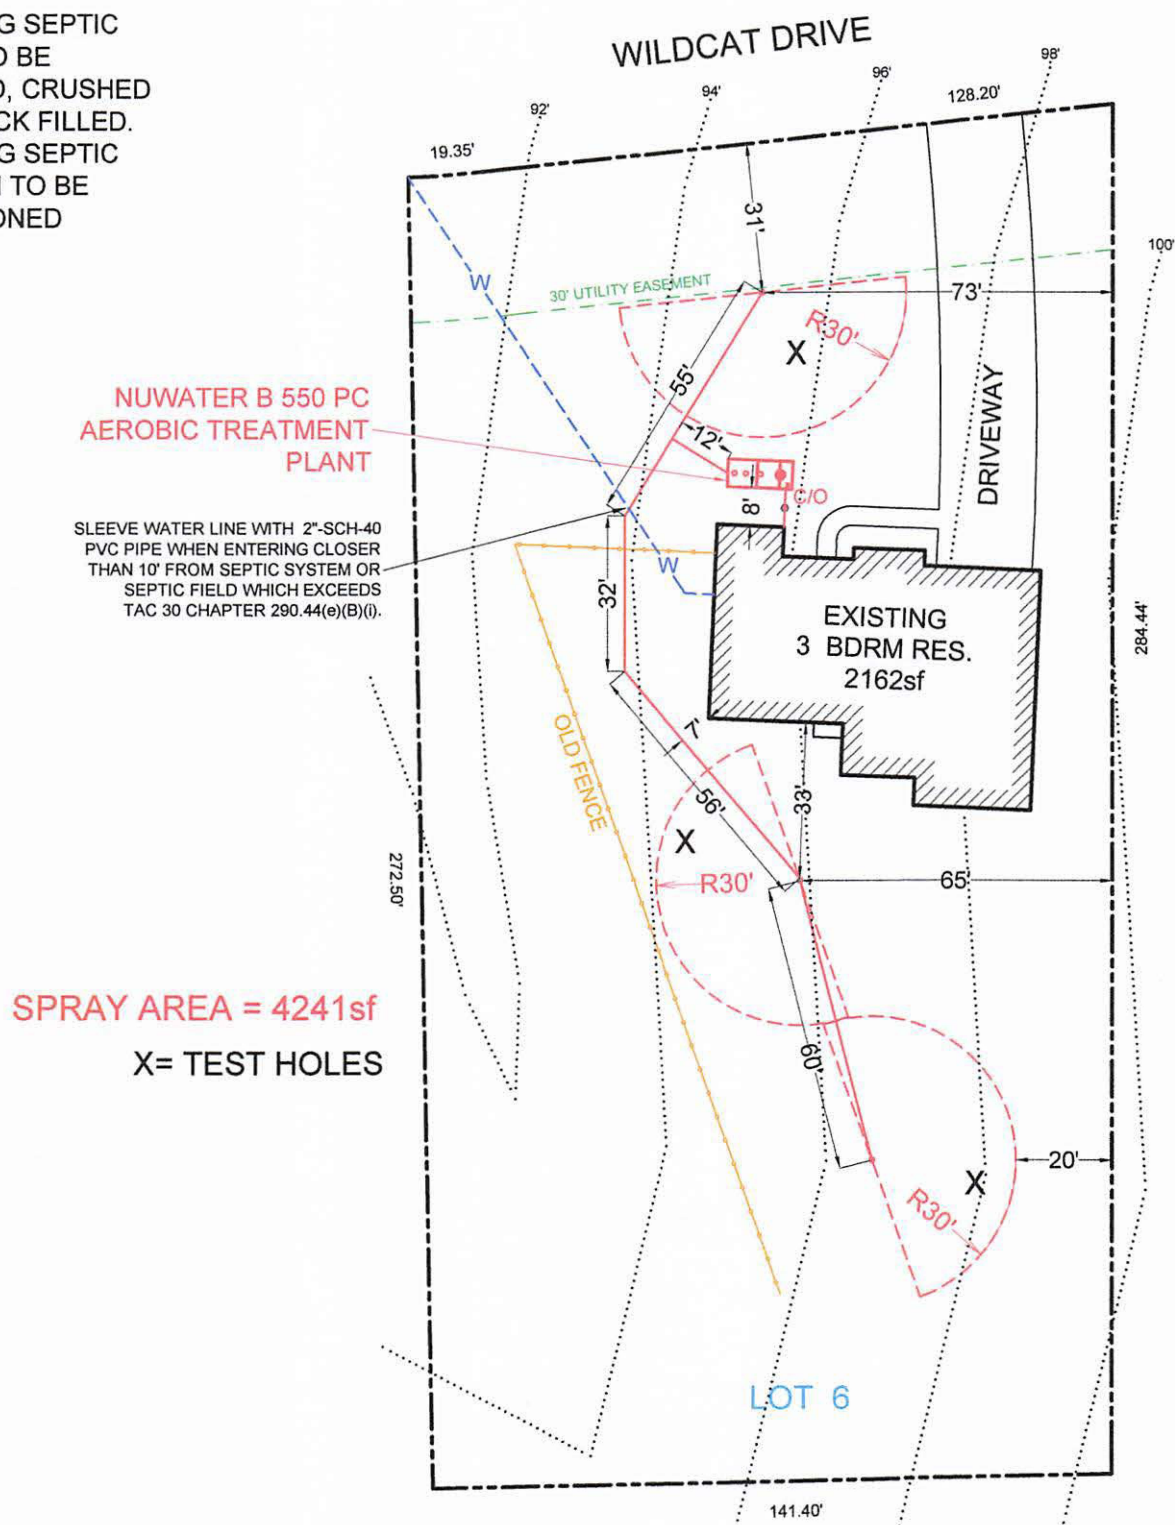 G SEPTIC
O BE
D, CRUSHED
CK FILLED.
G SEPTIC
TO BE
ONED
WILDCAT DRIVE
92'
94'
96'
98'
100'
19.35'
128.20'
31'
W
30' UTILITY EASEMENT
73'
R30'
X
55'
12'
NUWATER B 550 PC
AEROBIC TREATMENT
PLANT
DRIVEWAY
C/O
8'
SLEEVE WATER LINE WITH 2"-SCH-40
PVC PIPE WHEN ENTERING CLOSER
THAN 10' FROM SEPTIC SYSTEM OR
SEPTIC FIELD WHICH EXCEEDS
TAC 30 CHAPTER 290.44(e)(B)(i).
W
32'
EXISTING
3 BDRM RES.
2162sf
284.44'
OLD FENCE
7'
56'
33'
X
R30'
65'
272.50'
SPRAY AREA = 4241sf
X= TEST HOLES
60'
20'
X
R30'
LOT 6
141.40'